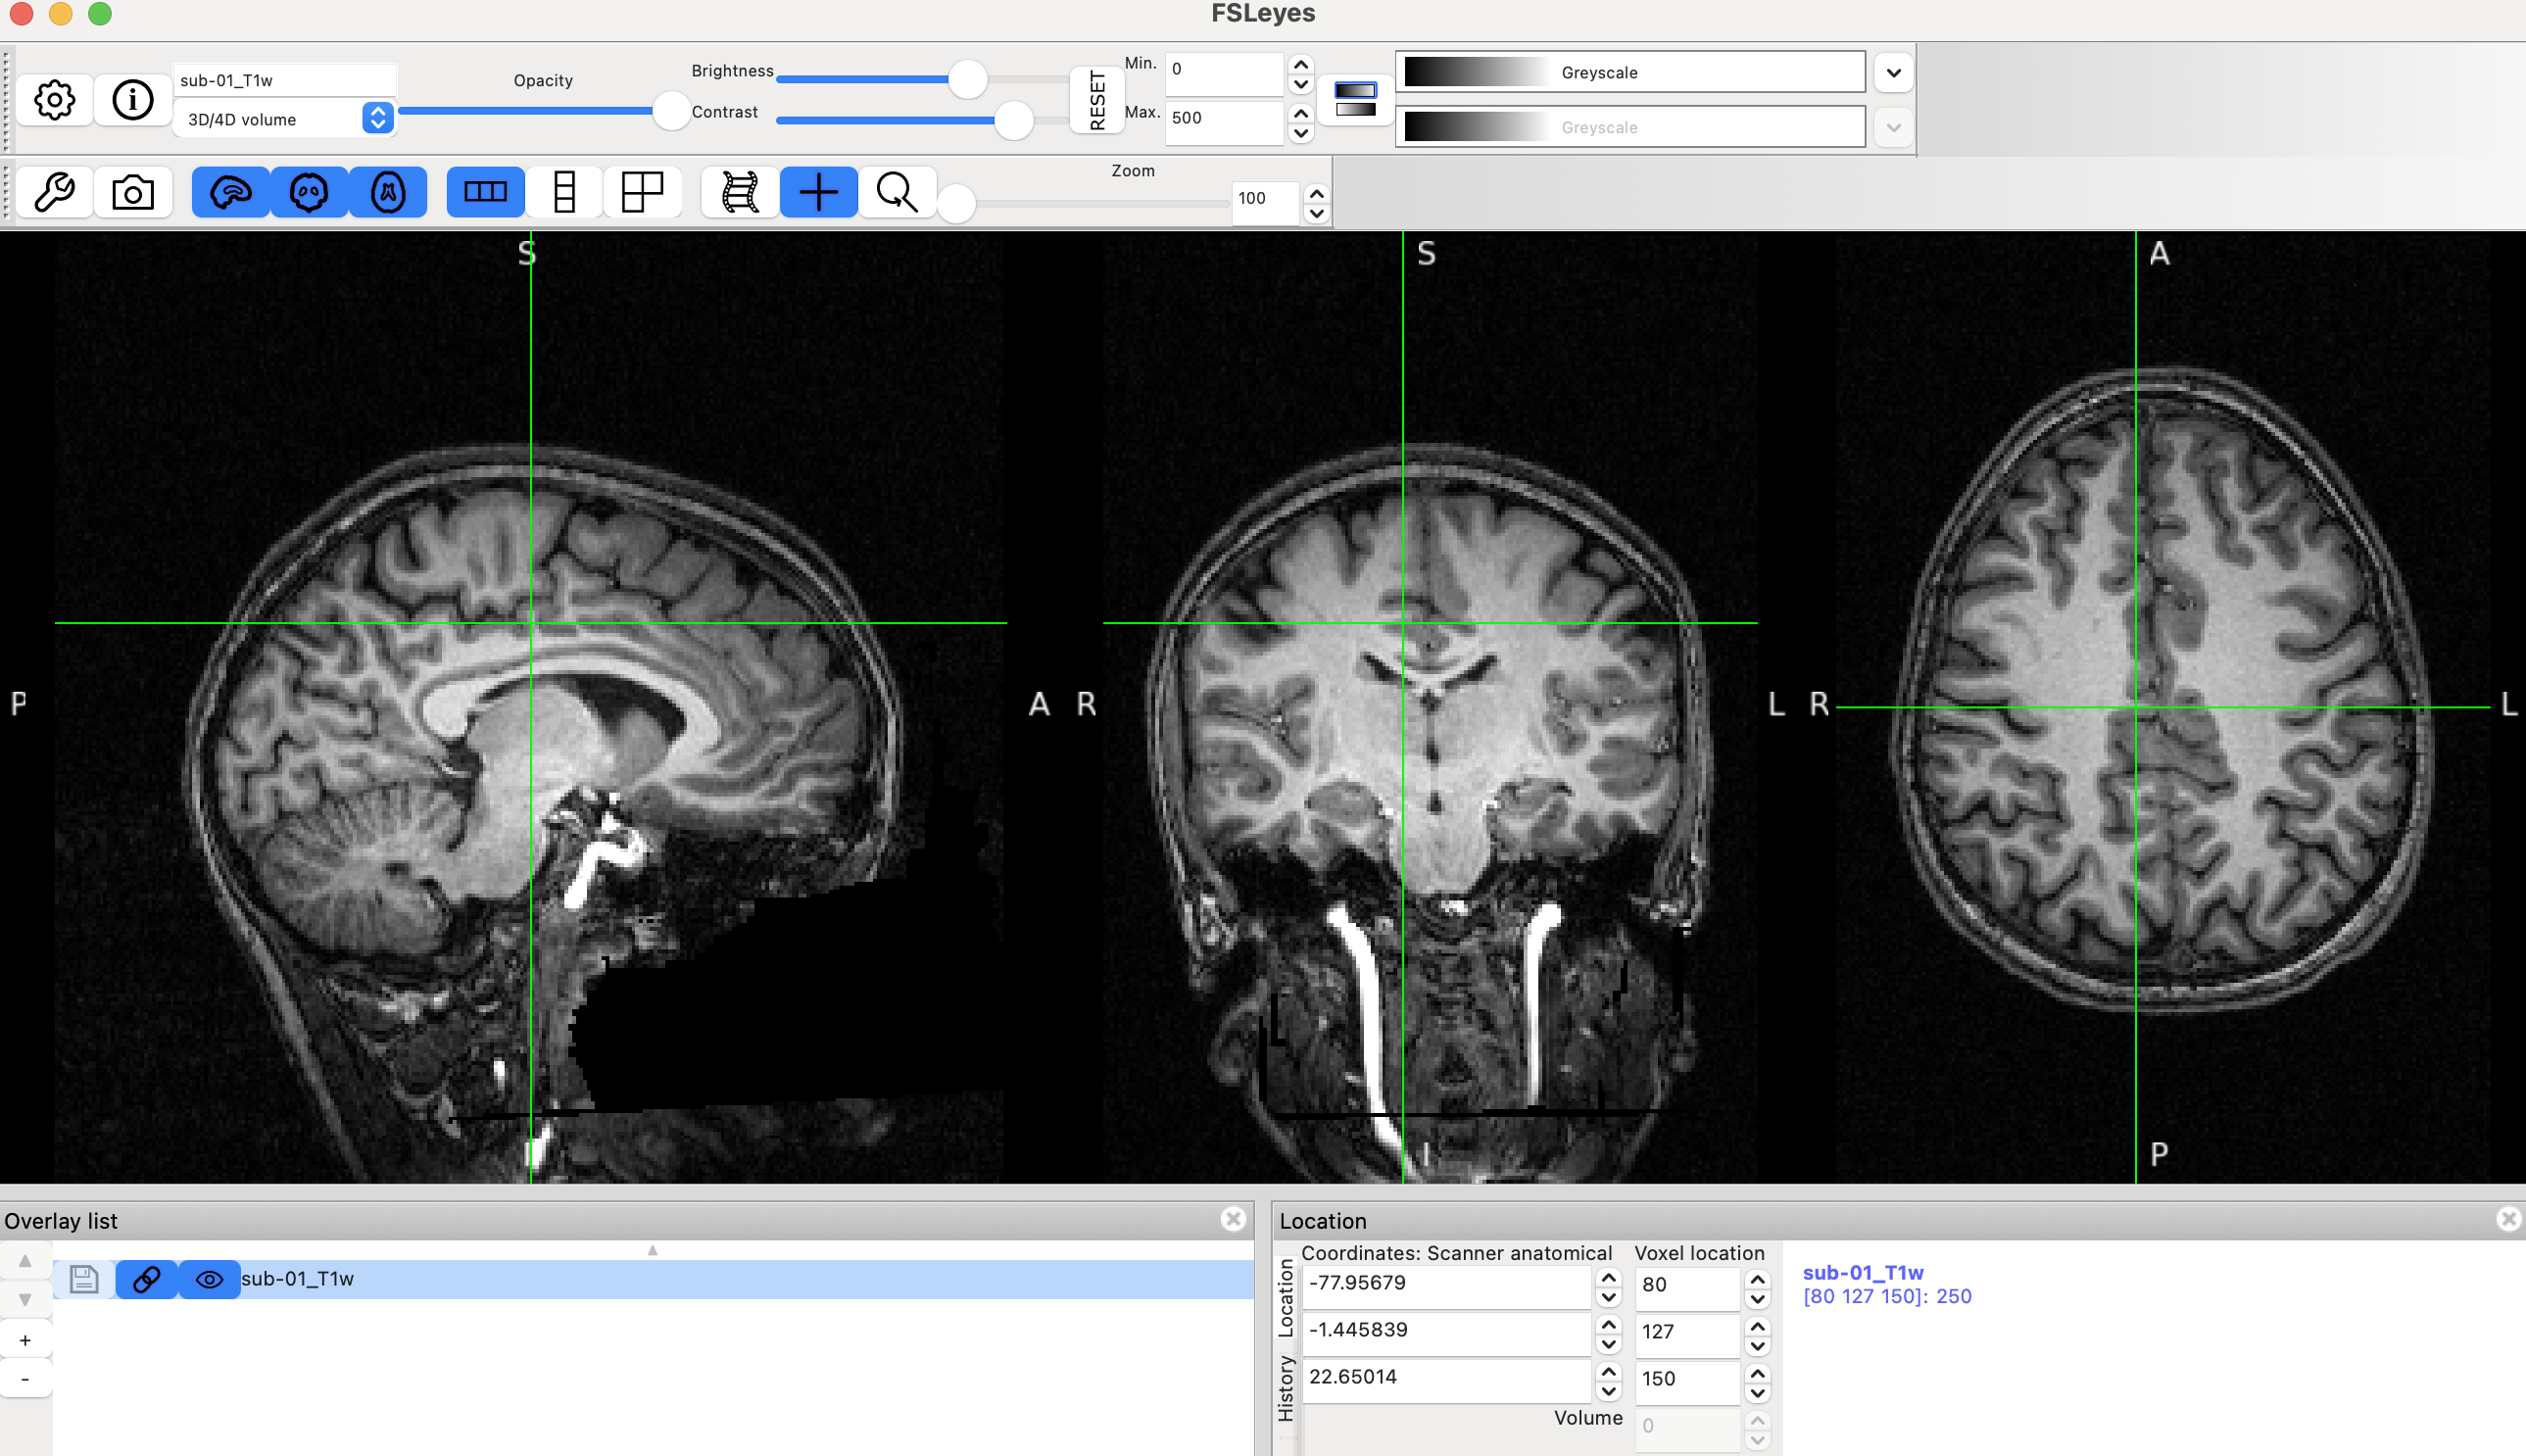 FSLeyes
sub-01_T1w
3D/4D volume
Opacity
Brightness
Contrast
RESET
Min.
0
Max.
500
Greyscale
Greyscale
Zoom
100
S
S
A
P
A
R
L
R
L
I
P
Overlay list
sub-01_T1w
+
-
Location
Location
History
Coordinates: Scanner anatomical
Voxel location
-77.95679
80
-1.445839
127
22.65014
150
Volume
0
sub-01_T1w
[80 127 150]: 250